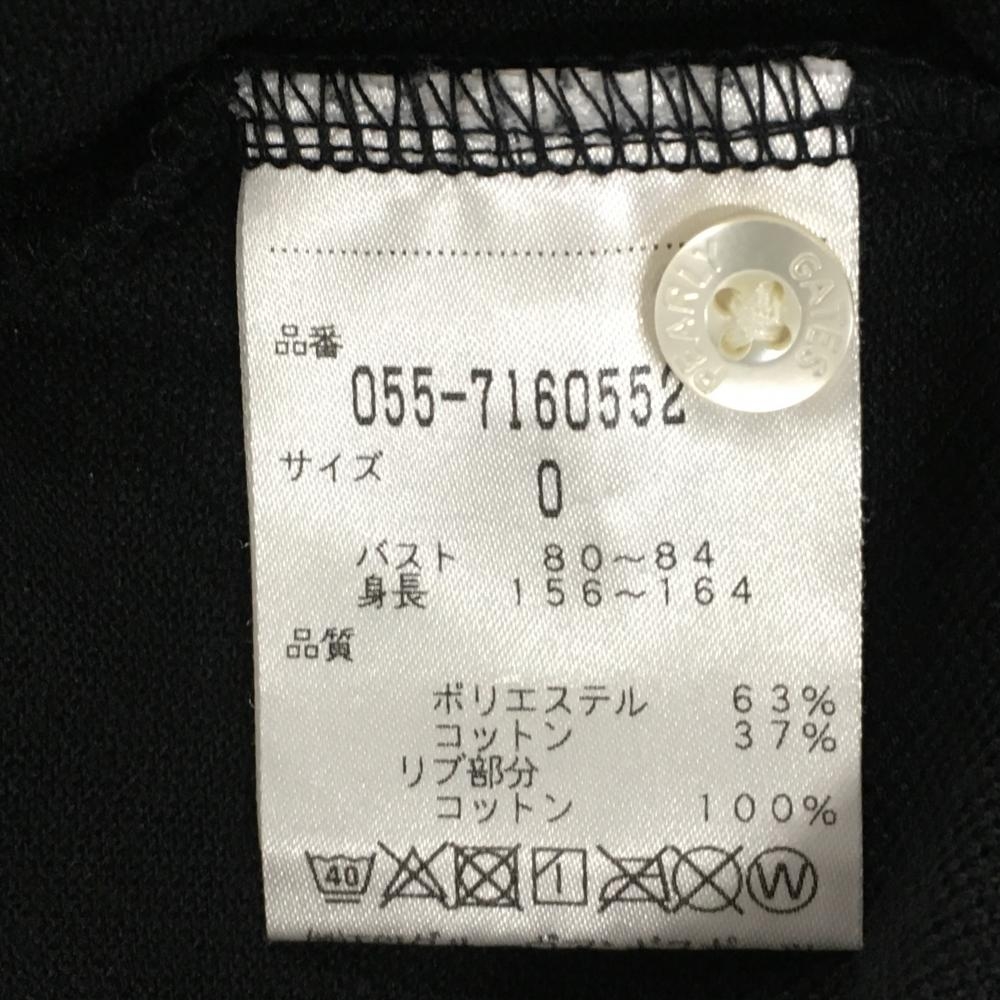 品番
055-7160552
サイズ
0
バスト 80～84
身長 156～164
品質
ポリエステル 63%
コットン 37%
リブ部分
コットン 100%
40
W
PEARLY GATES